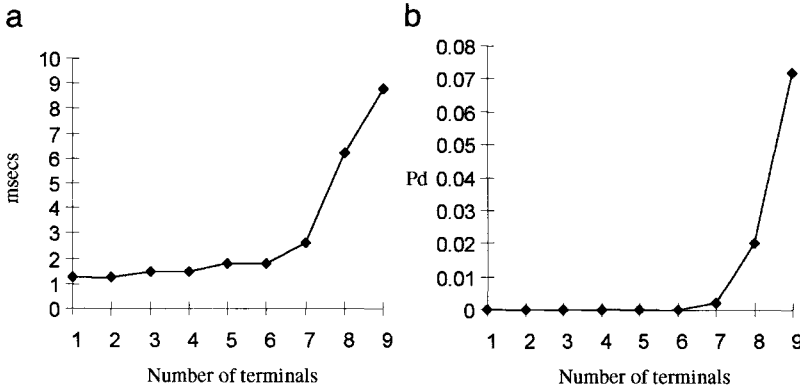 a
10
9
8
7
6
5
4
3
2
1
0
msecs
1 2 3 4 5 6 7 8 9
Number of terminals
b
0.08
0.07
0.06
0.05
Pd 0.04
0.03
0.02
0.01
0
1 2 3 4 5 6 7 8 9
Number of terminals